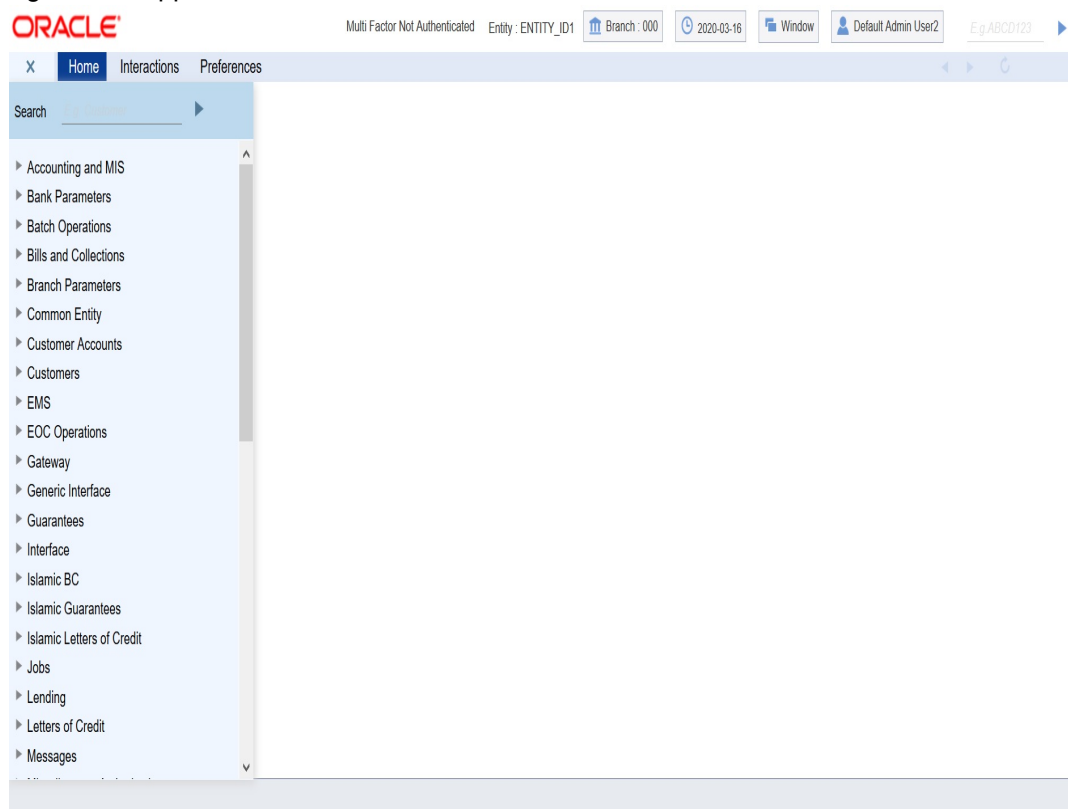 ORACLE
Multi Factor Not Authenticated Entity : ENTITY_ID1 Branch : 000 2020-03-16 Window Default Admin User2 E.g.ABCD123
X Home Interactions Preferences
Search
Accounting and MIS
Bank Parameters
Batch Operations
Bills and Collections
Branch Parameters
Common Entity
Customer Accounts
Customers
EMS
EOC Operations
Gateway
Generic Interface
Guarantees
Interface
Islamic BC
Islamic Guarantees
Islamic Letters of Credit
Jobs
Lending
Letters of Credit
Messages